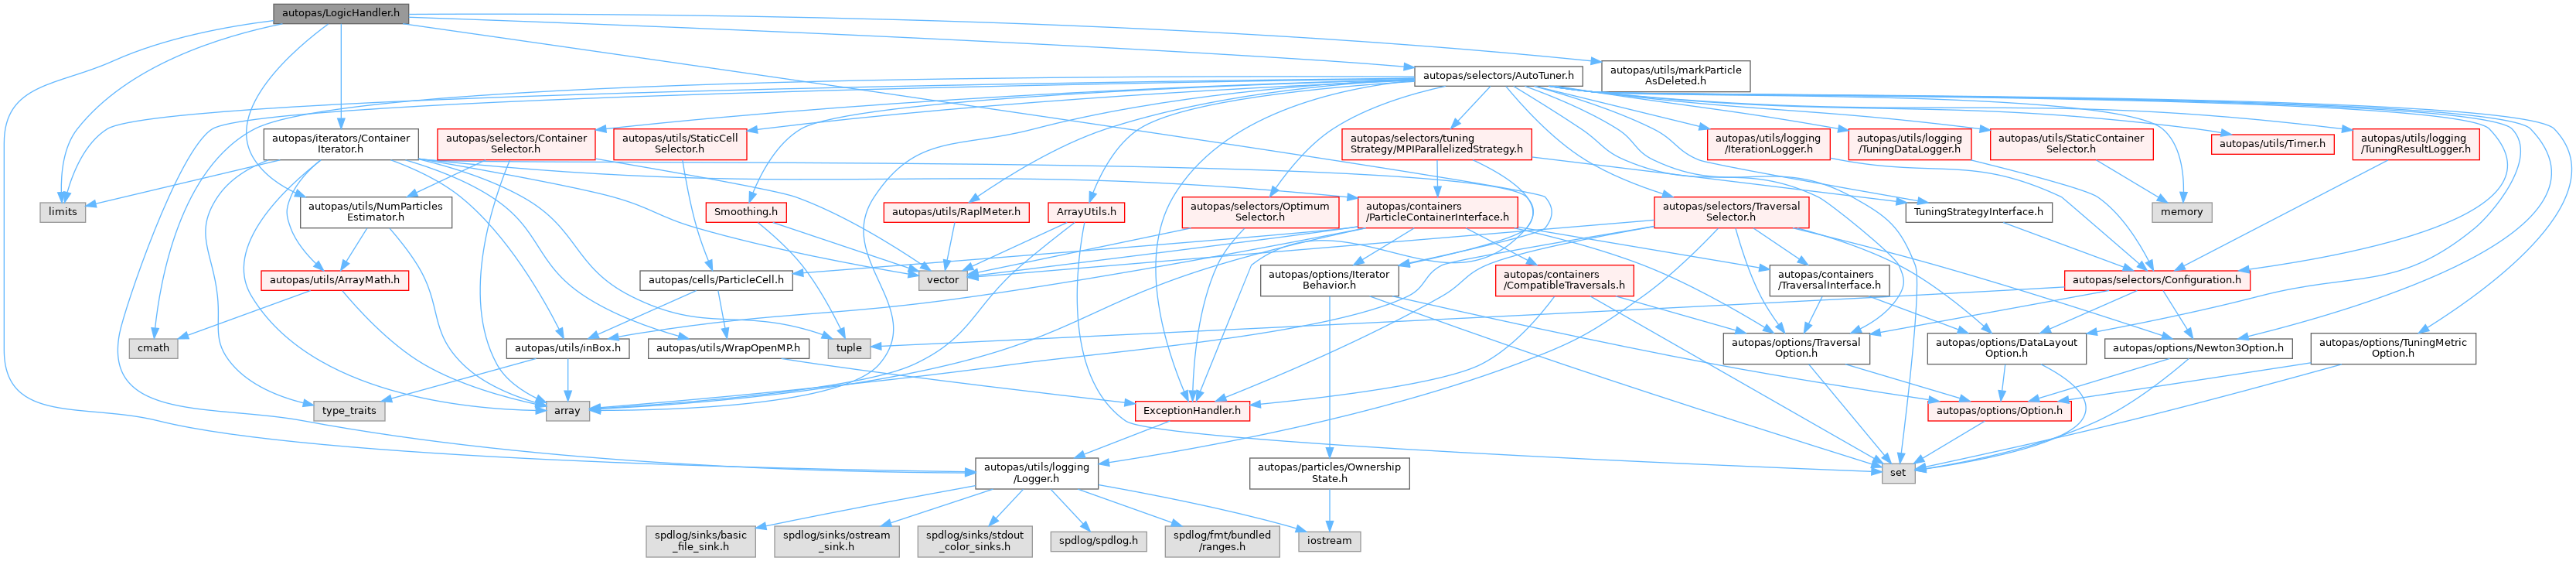 autopas/LogicHandler.h
autopas/selectors/AutoTuner.h
autopas/utils/markParticle
AsDeleted.h
autopas/iterators/Container
Iterator.h
autopas/selectors/Container
Selector.h
autopas/utils/StaticCell
Selector.h
autopas/selectors/tuning
Strategy/MPIParallelizedStrategy.h
autopas/utils/logging
/IterationLogger.h
autopas/utils/logging
/TuningDataLogger.h
autopas/utils/StaticContainer
Selector.h
autopas/utils/Timer.h
autopas/utils/logging
/TuningResultLogger.h
limits
autopas/utils/NumParticles
Estimator.h
Smoothing.h
autopas/utils/RaplMeter.h
ArrayUtils.h
autopas/selectors/Optimum
Selector.h
autopas/containers
/ParticleContainerInterface.h
autopas/selectors/Traversal
Selector.h
TuningStrategyInterface.h
memory
autopas/utils/ArrayMath.h
autopas/cells/ParticleCell.h
vector
autopas/options/Iterator
Behavior.h
autopas/containers
/CompatibleTraversals.h
autopas/containers
/TraversalInterface.h
autopas/selectors/Configuration.h
cmath
autopas/utils/inBox.h
autopas/utils/WrapOpenMP.h
tuple
autopas/options/Traversal
Option.h
autopas/options/DataLayout
Option.h
autopas/options/Newton3Option.h
autopas/options/TuningMetric
Option.h
type_traits
array
ExceptionHandler.h
autopas/options/Option.h
autopas/utils/logging
/Logger.h
autopas/particles/Ownership
State.h
set
spdlog/sinks/basic
_file_sink.h
spdlog/sinks/ostream
_sink.h
spdlog/sinks/stdout
_color_sinks.h
spdlog/spdlog.h
spdlog/fmt/bundled
/ranges.h
iostream